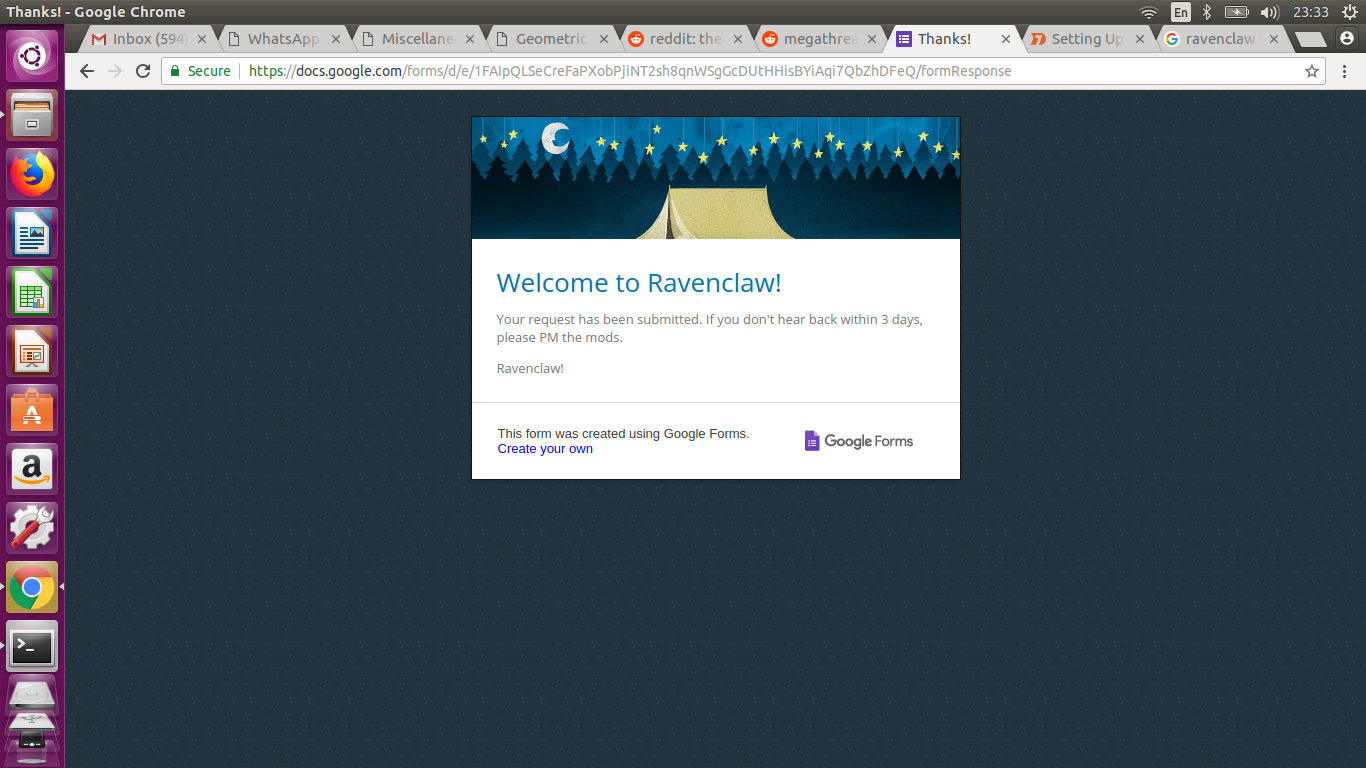 Thanks! - Google Chrome
En
23:33
Inbox (594)
WhatsApp
Miscellane
Geometric
reddit: the
megathrea
Thanks!
Setting Up
ravenclaw
Secure
https://docs.google.com/forms/d/e/1FAIpQLSeCreFaPXobPjiNT2sh8qnWSgGcDUtHHisBYiAqi7QbZhDFeQ/formResponse
Welcome to Ravenclaw!
Your request has been submitted. If you don't hear back within 3 days,
please PM the mods.
Ravenclaw!
This form was created using Google Forms.
Create your own
Google Forms